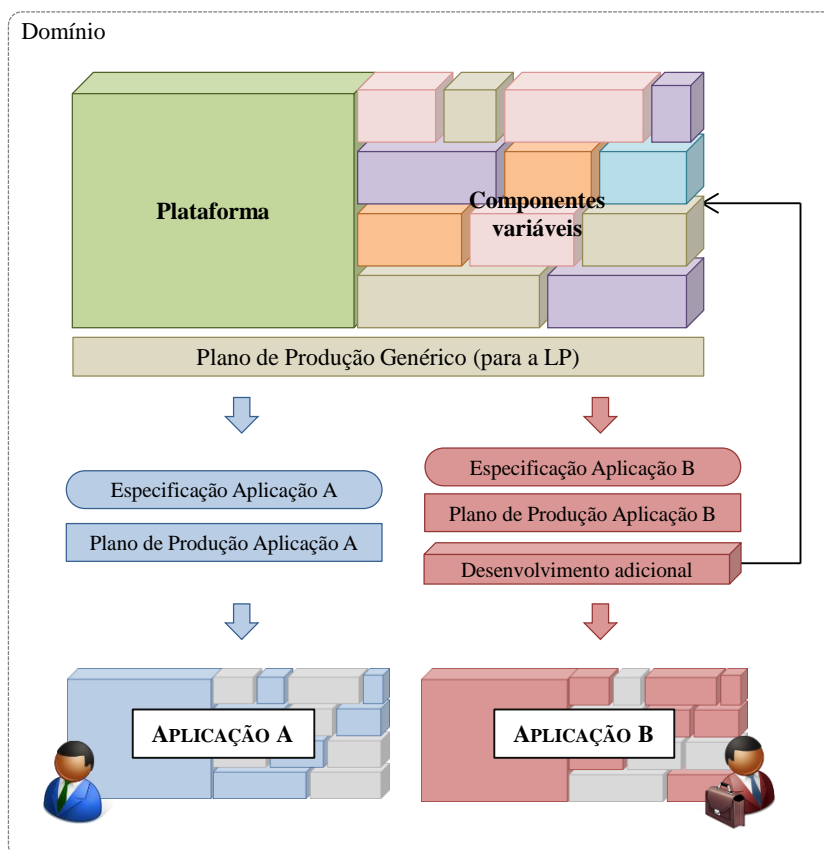 Domínio
Plataforma
Componentes
variáveis
Plano de Produção Genérico (para a LP)
Especificação Aplicação A
Plano de Produção Aplicação A
Especificação Aplicação B
Plano de Produção Aplicação B
Desenvolvimento adicional
APLICAÇÃO A
APLICAÇÃO B